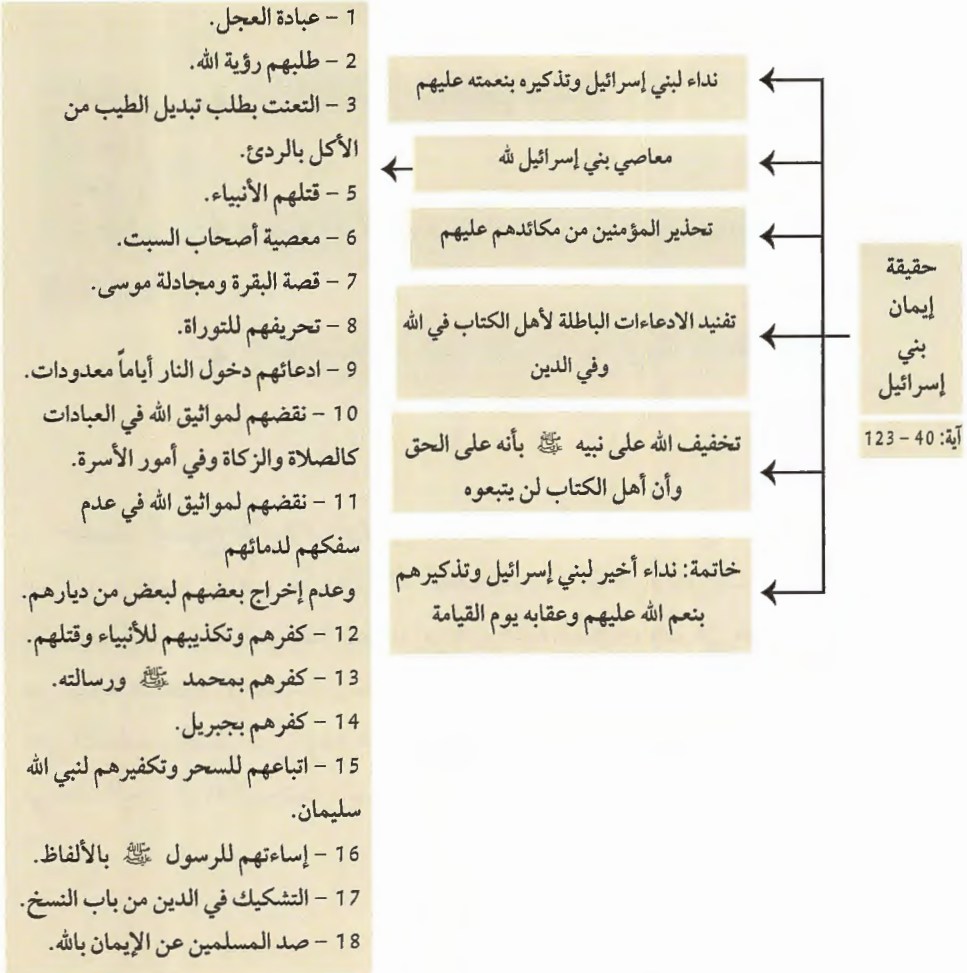 حقيقة
إيمان
بني
إسرائيل
آية: 40 – 123
نداء لبني إسرائيل وتذكيره بنعمته عليهم
معاصي بني إسرائيل لله
تحذير المؤمنين من مكائدهم عليهم
تفنيد الادعاءات الباطلة لأهل الكتاب في الله
وفي الدين
تخفيف الله على نبيه ﷺ بأنه على الحق
وأن أهل الكتاب لن يتبعوه
خاتمة: نداء أخير لبني إسرائيل وتذكيرهم
بنعم الله عليهم وعقابه يوم القيامة
1 – عبادة العجل.
2 – طلبهم رؤية الله.
3 – التعنت بطلب تبديل الطيب من
الأكل بالردئ.
5 – قتلهم الأنبياء.
6 – معصية أصحاب السبت.
7 – قصة البقرة ومجادلة موسى.
8 – تحريفهم للتوراة.
9 – ادعائهم دخول النار أياماً معدودات.
10 – نقضهم لمواثيق الله في العبادات
كالصلاة والزكاة وفي أمور الأسرة.
11 – نقضهم لمواثيق الله في عدم
سفكهم لدمائهم
وعدم إخراج بعضهم لبعض من ديارهم.
12 – كفرهم وتكذيبهم للأنبياء وقتلهم.
13 – كفرهم بمحمد ﷺ ورسالته.
14 – كفرهم بجبريل.
15 – اتباعهم للسحر وتكفيرهم لنبي الله
سليمان.
16 – إساءتهم للرسول ﷺ بالألفاظ.
17 – التشكيك في الدين من باب النسخ.
18 – صد المسلمين عن الإيمان بالله.